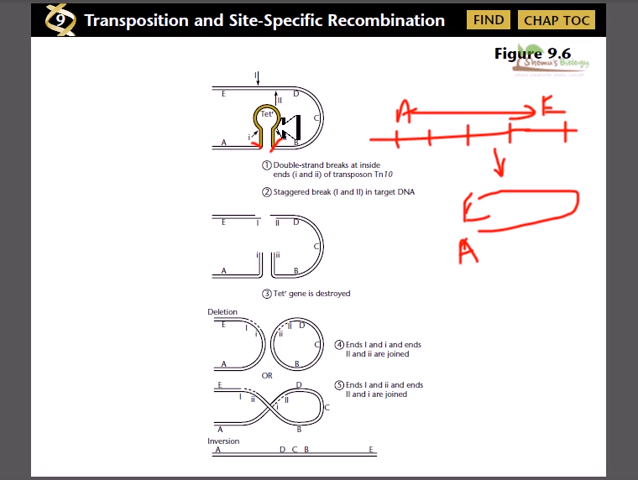 9 Transposition and Site-Specific Recombination FIND CHAP TOC
Figure 9.6
Shomu's Biology
I
E D
II
Tetʳ C
i
A B
① Double-strand breaks at inside
ends (i and ii) of transposon Tn10
② Staggered break (I and II) in target DNA
E I II D
C
i ii
A B
③ Tetʳ gene is destroyed
Deletion
E I II D
i ii C
A B
④ Ends I and i and ends
II and ii are joined
OR
E D
I ii II
i C
A B
⑤ Ends I and ii and ends
II and i are joined
Inversion
A D C B E
A E
E
A